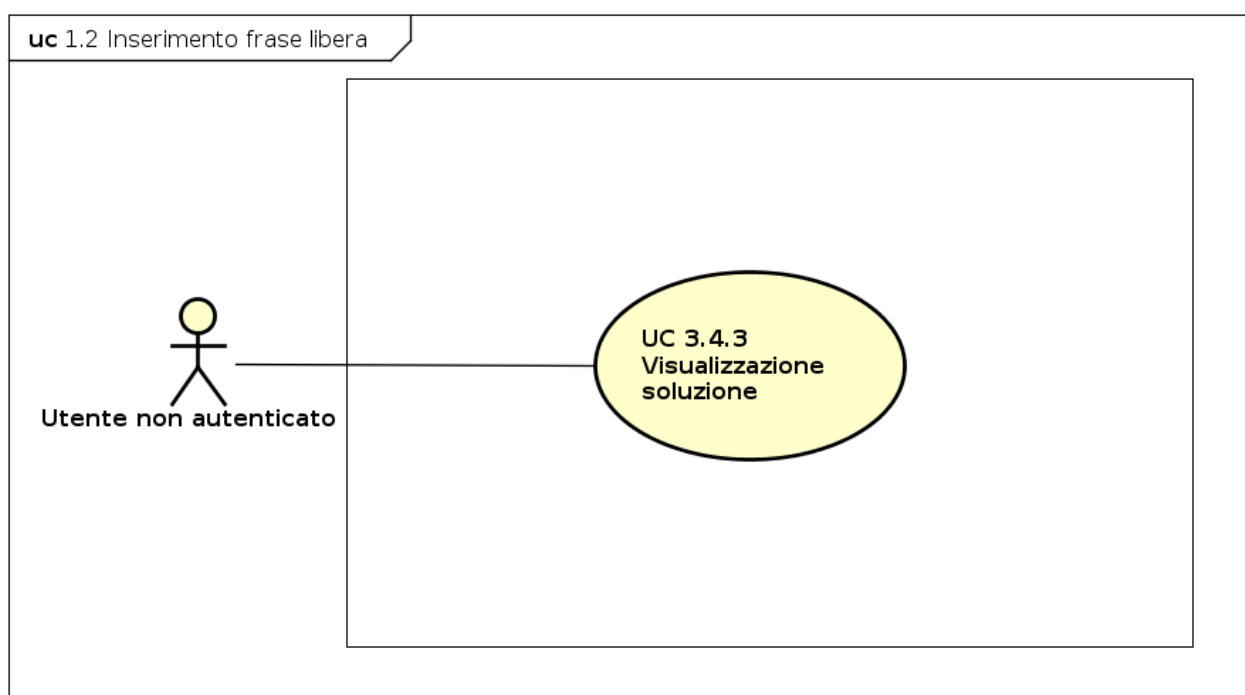 uc 1.2 Inserimento frase libera
UC 3.4.3
Visualizzazione
soluzione
Utente non autenticato